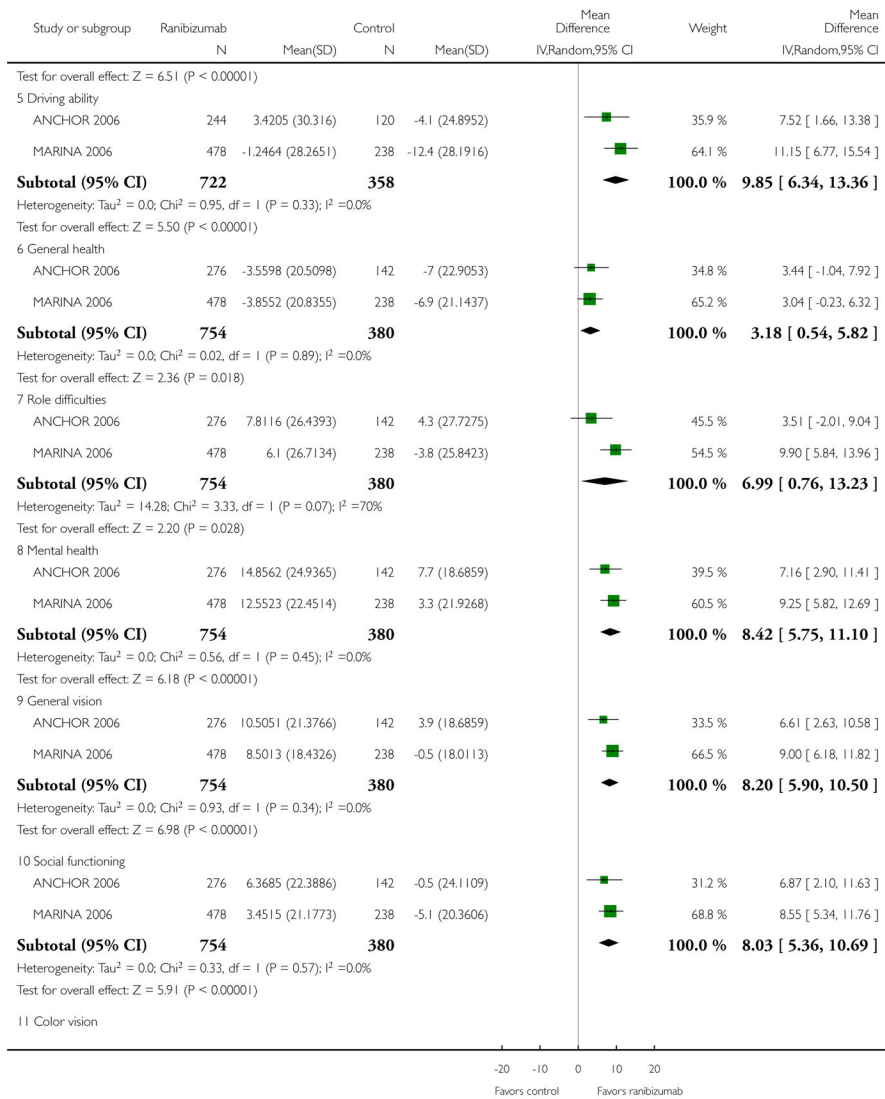 Study or subgroup Ranibizumab Control Mean Difference Weight Mean Difference
N Mean(SD) N Mean(SD) IV,Random,95% CI IV,Random,95% CI
Test for overall effect: Z = 6.51 (P < 0.00001)
5 Driving ability
ANCHOR 2006 244 3.4205 (30.316) 120 -4.1 (24.8952) 35.9 % 7.52 [ 1.66, 13.38 ]
MARINA 2006 478 -1.2464 (28.2651) 238 -12.4 (28.1916) 64.1 % 11.15 [ 6.77, 15.54 ]
Subtotal (95% CI) 722 358 100.0 % 9.85 [ 6.34, 13.36 ]
Heterogeneity: Tau² = 0.0; Chi² = 0.95, df = 1 (P = 0.33); I² =0.0%
Test for overall effect: Z = 5.50 (P < 0.00001)
6 General health
ANCHOR 2006 276 -3.5598 (20.5098) 142 -7 (22.9053) 34.8 % 3.44 [ -1.04, 7.92 ]
MARINA 2006 478 -3.8552 (20.8355) 238 -6.9 (21.1437) 65.2 % 3.04 [ -0.23, 6.32 ]
Subtotal (95% CI) 754 380 100.0 % 3.18 [ 0.54, 5.82 ]
Heterogeneity: Tau² = 0.0; Chi² = 0.02, df = 1 (P = 0.89); I² =0.0%
Test for overall effect: Z = 2.36 (P = 0.018)
7 Role difficulties
ANCHOR 2006 276 7.8116 (26.4393) 142 4.3 (27.7275) 45.5 % 3.51 [ -2.01, 9.04 ]
MARINA 2006 478 6.1 (26.7134) 238 -3.8 (25.8423) 54.5 % 9.90 [ 5.84, 13.96 ]
Subtotal (95% CI) 754 380 100.0 % 6.99 [ 0.76, 13.23 ]
Heterogeneity: Tau² = 14.28; Chi² = 3.33, df = 1 (P = 0.07); I² =70%
Test for overall effect: Z = 2.20 (P = 0.028)
8 Mental health
ANCHOR 2006 276 14.8562 (24.9365) 142 7.7 (18.6859) 39.5 % 7.16 [ 2.90, 11.41 ]
MARINA 2006 478 12.5523 (22.4514) 238 3.3 (21.9268) 60.5 % 9.25 [ 5.82, 12.69 ]
Subtotal (95% CI) 754 380 100.0 % 8.42 [ 5.75, 11.10 ]
Heterogeneity: Tau² = 0.0; Chi² = 0.56, df = 1 (P = 0.45); I² =0.0%
Test for overall effect: Z = 6.18 (P < 0.00001)
9 General vision
ANCHOR 2006 276 10.5051 (21.3766) 142 3.9 (18.6859) 33.5 % 6.61 [ 2.63, 10.58 ]
MARINA 2006 478 8.5013 (18.4326) 238 -0.5 (18.0113) 66.5 % 9.00 [ 6.18, 11.82 ]
Subtotal (95% CI) 754 380 100.0 % 8.20 [ 5.90, 10.50 ]
Heterogeneity: Tau² = 0.0; Chi² = 0.93, df = 1 (P = 0.34); I² =0.0%
Test for overall effect: Z = 6.98 (P < 0.00001)
10 Social functioning
ANCHOR 2006 276 6.3685 (22.3886) 142 -0.5 (24.1109) 31.2 % 6.87 [ 2.10, 11.63 ]
MARINA 2006 478 3.4515 (21.1773) 238 -5.1 (20.3606) 68.8 % 8.55 [ 5.34, 11.76 ]
Subtotal (95% CI) 754 380 100.0 % 8.03 [ 5.36, 10.69 ]
Heterogeneity: Tau² = 0.0; Chi² = 0.33, df = 1 (P = 0.57); I² =0.0%
Test for overall effect: Z = 5.91 (P < 0.00001)
11 Color vision
-20 -10 0 10 20
Favors control Favors ranibizumab